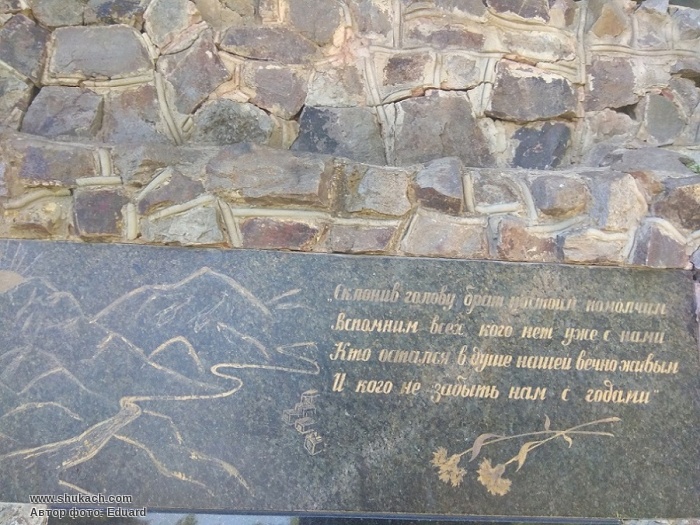 „Склонив голову брат постоим помолчим
Вспомним всех кого нет уже с нами
Кто остался в душе нашей вечно живым
И кого не забыть нам с годами"
www.shukach.com
Автор фото: Eduard